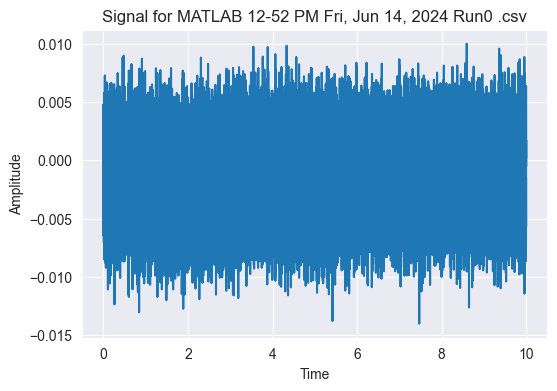 Signal for MATLAB 12-52 PM Fri, Jun 14, 2024 Run0 .csv
0.010
0.005
0.000
−0.005
−0.010
−0.015
Amplitude
0 2 4 6 8 10
Time